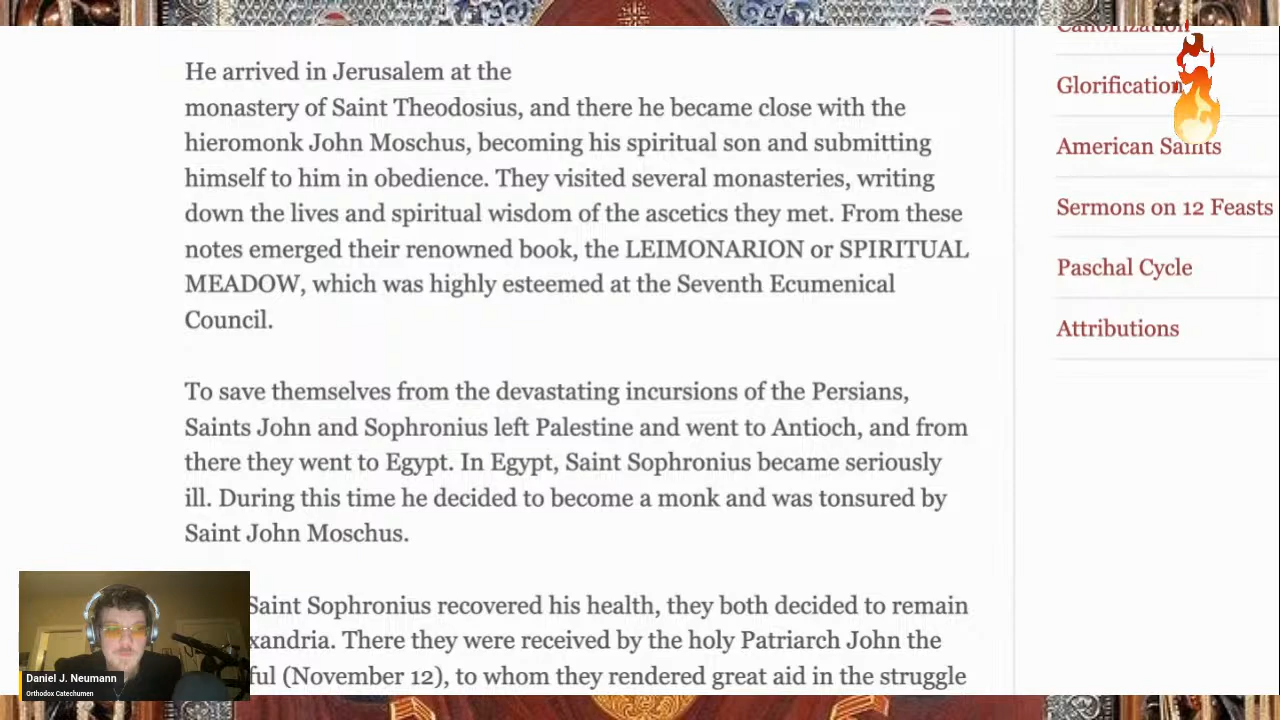 He arrived in Jerusalem at the
monastery of Saint Theodosius, and there he became close with the
hieromonk John Moschus, becoming his spiritual son and submitting
himself to him in obedience. They visited several monasteries, writing
down the lives and spiritual wisdom of the ascetics they met. From these
notes emerged their renowned book, the LEIMONARION or SPIRITUAL
MEADOW, which was highly esteemed at the Seventh Ecumenical
Council.
To save themselves from the devastating incursions of the Persians,
Saints John and Sophronius left Palestine and went to Antioch, and from
there they went to Egypt. In Egypt, Saint Sophronius became seriously
ill. During this time he decided to become a monk and was tonsured by
Saint John Moschus.
Saint Sophronius recovered his health, they both decided to remain
xandria. There they were received by the holy Patriarch John the
ful (November 12), to whom they rendered great aid in the struggle
Canonization
Glorification
American Saints
Sermons on 12 Feasts
Paschal Cycle
Attributions
Daniel J. Neumann
Orthodox Catechumen